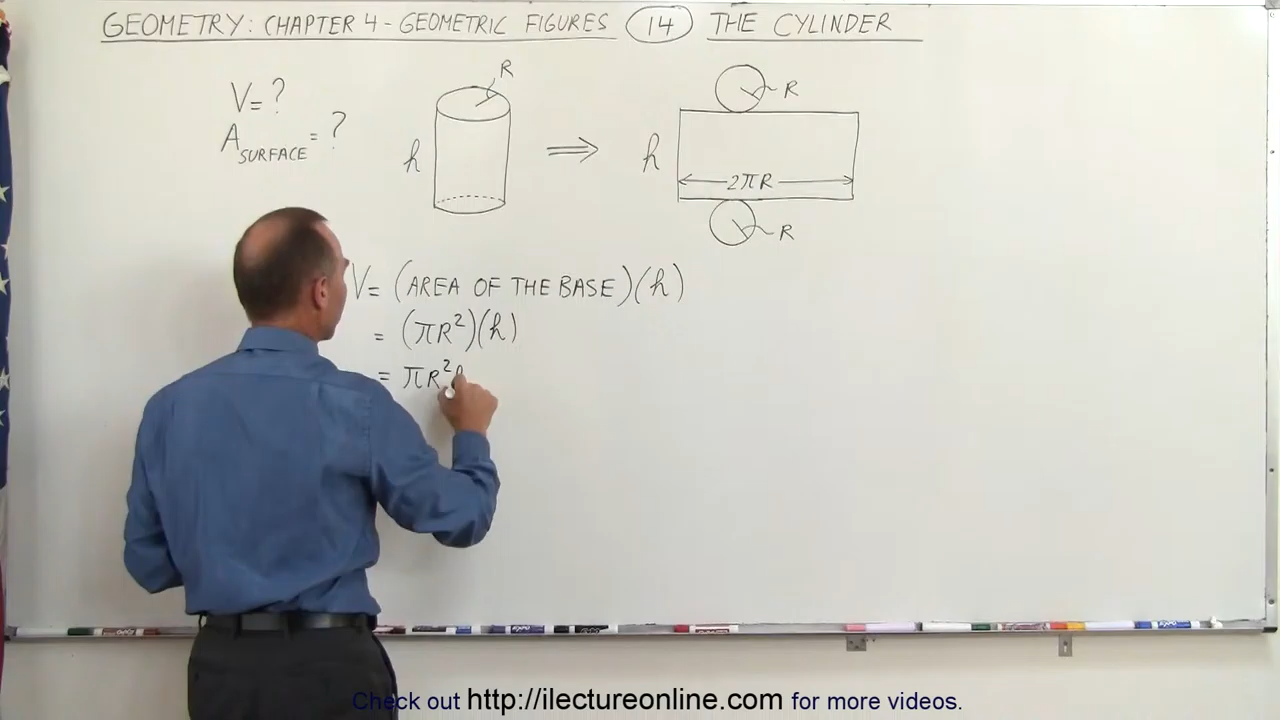 GEOMETRY: CHAPTER 4 - GEOMETRIC FIGURES 14 THE CYLINDER
V = ?
A SURFACE = ?
R
h
⇒
R
h
2πR
R
V = (AREA OF THE BASE)(h)
= (πR²)(h)
= πR²
Check out http://ilectureonline.com for more videos.